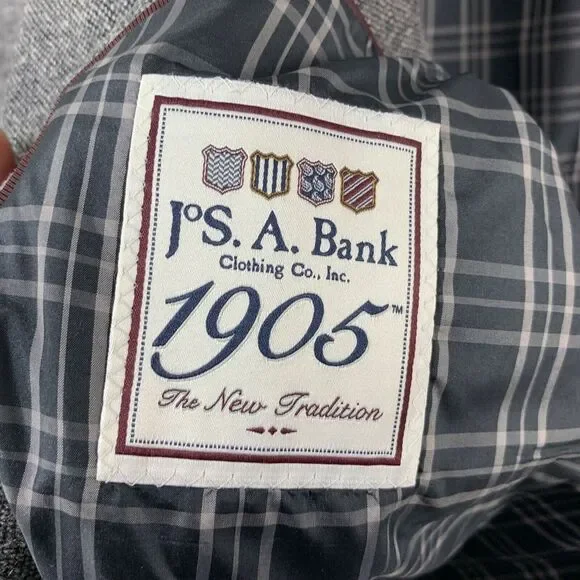 JoS. A. Bank
Clothing Co., Inc.
1905™
The New Tradition